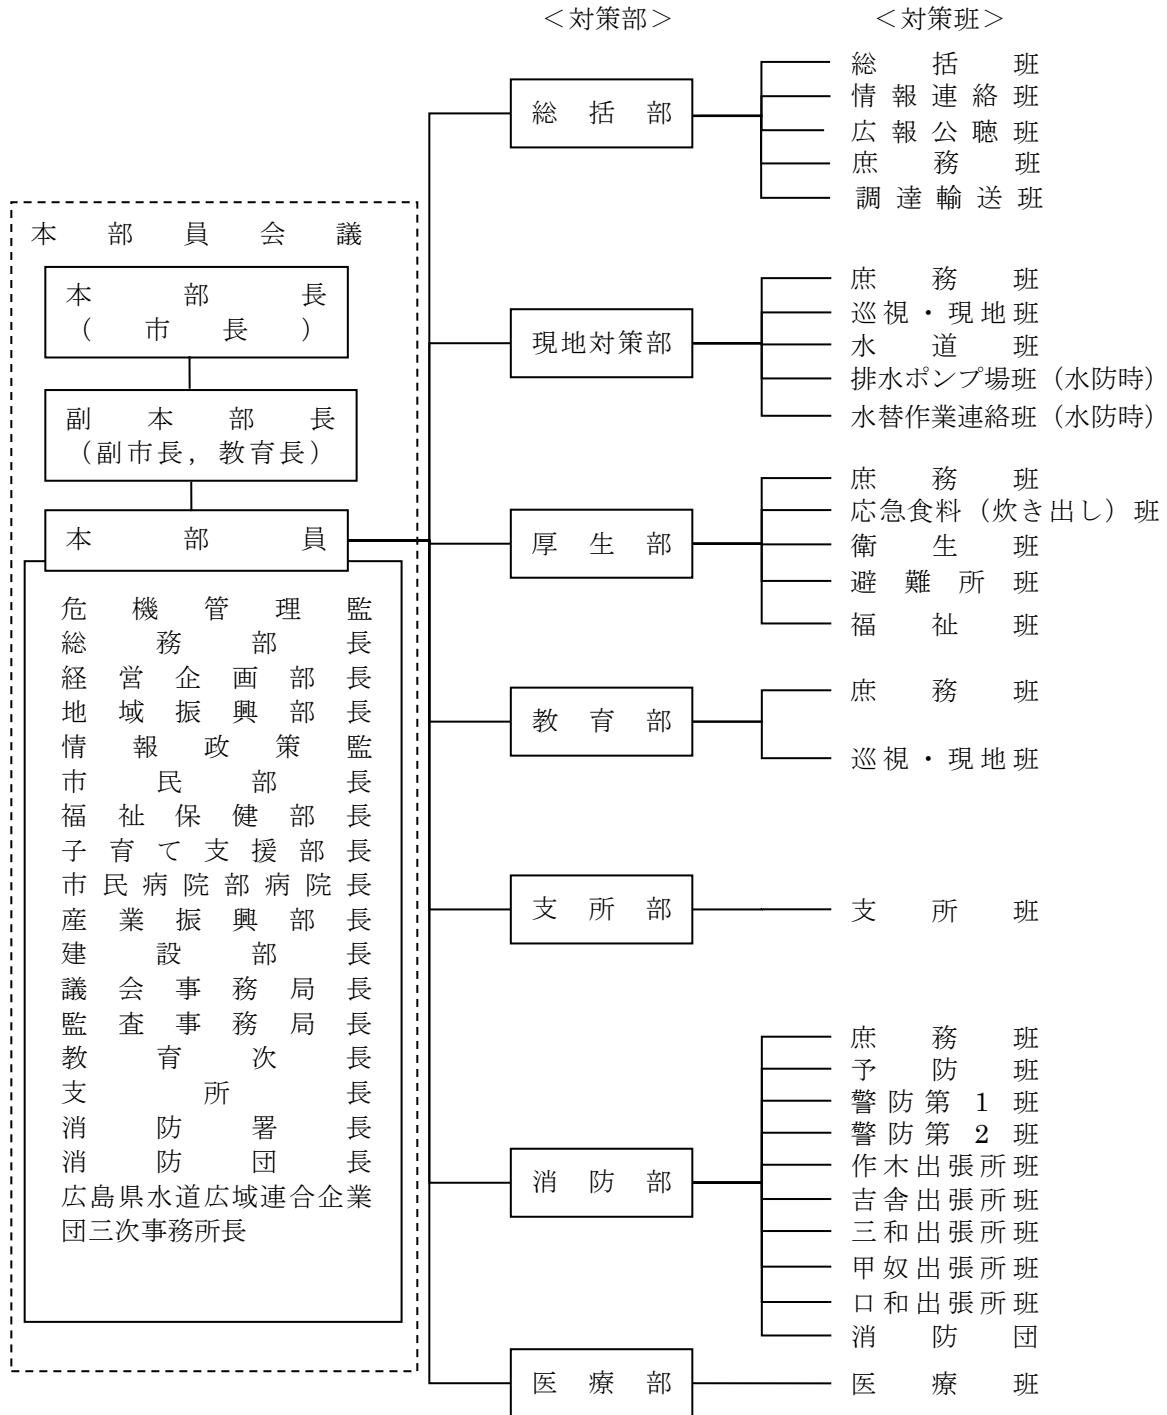 ＜対策部＞
＜対策班＞
本部員会議
本部長
（市長）
副本部長
（副市長，教育長）
本部員
危機管理監
総務部長
経営企画部長
地域振興部長
情報政策監
市民部長
福祉保健部長
子育て支援部長
市民病院部病院長
産業振興部長
建設部長
議会事務局長
監査事務局長
教育次長
支所長
消防署長
消防団長
広島県水道広域連合企業
団三次事務所長
総括部
総括班
情報連絡班
広報公聴班
庶務班
調達輸送班
現地対策部
庶務班
巡視・現地班
水道班
排水ポンプ場班（水防時）
水替作業連絡班（水防時）
厚生部
庶務班
応急食料（炊き出し）班
衛生班
避難所班
福祉班
教育部
庶務班
巡視・現地班
支所部
支所班
消防部
庶務班
予防班
警防第1班
警防第2班
作木出張所班
吉舎出張所班
三和出張所班
甲奴出張所班
口和出張所班
消防団
医療部
医療班